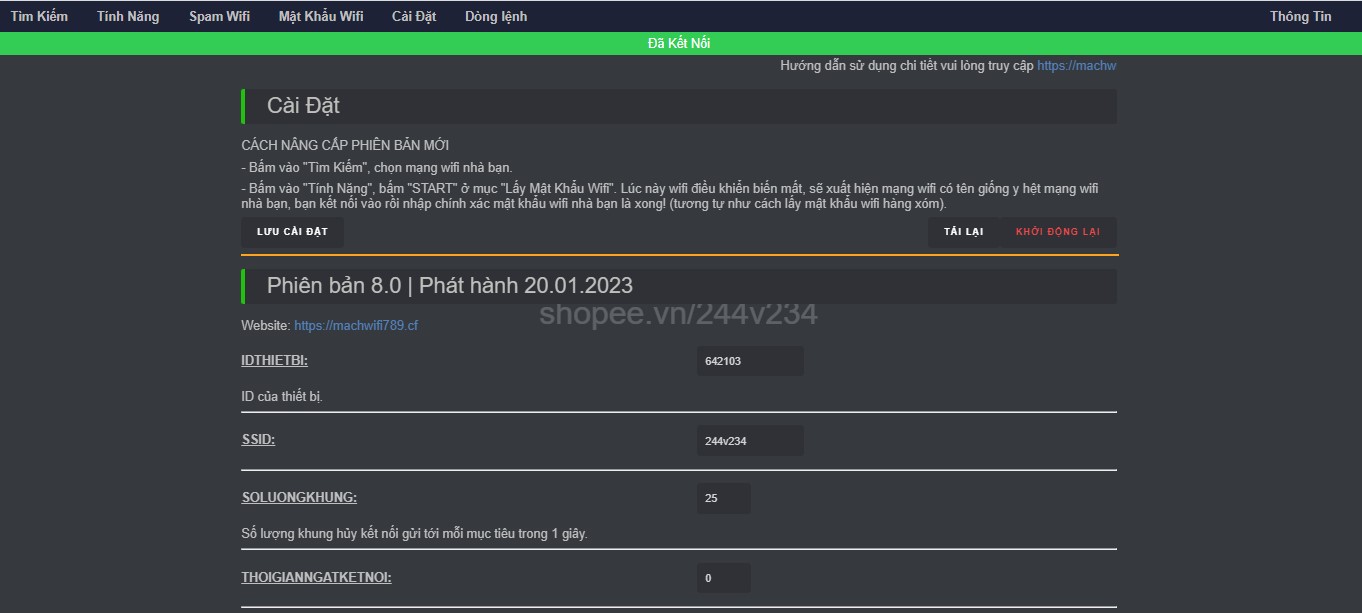 Tìm Kiếm Tính Năng Spam Wifi Mật Khẩu Wifi Cài Đặt Dòng lệnh Thông Tin
Đã Kết Nối
Hướng dẫn sử dụng chi tiết vui lòng truy cập https://machw
Cài Đặt
CÁCH NÂNG CẤP PHIÊN BẢN MỚI
- Bấm vào "Tìm Kiếm", chọn mạng wifi nhà bạn.
- Bấm vào "Tính Năng", bấm "START" ở mục "Lấy Mật Khẩu Wifi". Lúc này wifi điều khiển biến mất, sẽ xuất hiện mạng wifi có tên giống y hệt mạng wifi
nhà bạn, bạn kết nối vào rồi nhập chính xác mật khẩu wifi nhà bạn là xong! (tương tự như cách lấy mật khẩu wifi hàng xóm).
LƯU CÀI ĐẶT TẢI LẠI KHỞI ĐỘNG LẠI
Phiên bản 8.0 | Phát hành 20.01.2023
shopee.vn/244v234
Website: https://machwifi789.cf
IDTHIETBI: 642103
ID của thiết bị.
SSID: 244v234
SOLUONGKHUNG: 25
Số lượng khung hủy kết nối gửi tới mỗi mục tiêu trong 1 giây.
THOIGIANNGATKETNOI: 0